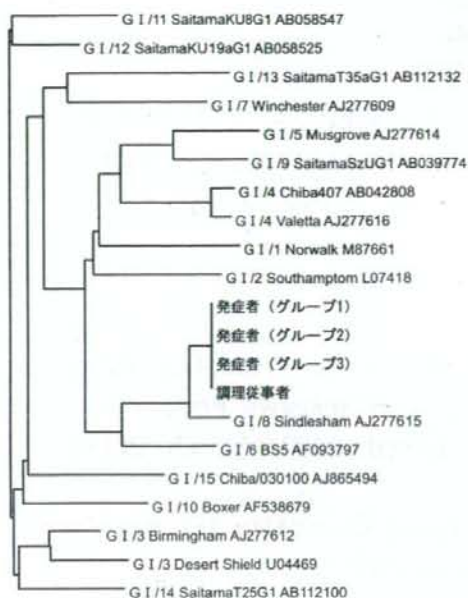 G I /11 SaitamaKU8G1 AB058547
G I /12 SaitamaKU19aG1 AB058525
G I /13 SaitamaT35aG1 AB112132
G I /7 Winchester AJ277609
G I /5 Musgrove AJ277614
G I /9 SaitamaSzUG1 AB039774
G I /4 Chiba407 AB042808
G I /4 Valetta AJ277616
G I /1 Norwalk M87661
G I /2 Southamptom L07418
発症者（グループ1）
発症者（グループ2）
発症者（グループ3）
調理従事者
G I /8 Sindlesham AJ277615
G I /6 BS5 AF093797
G I /15 Chiba/030100 AJ865494
G I /10 Boxer AF538679
G I /3 Birmingham AJ277612
G I /3 Desert Shield U04469
G I /14 SaitamaT25G1 AB112100